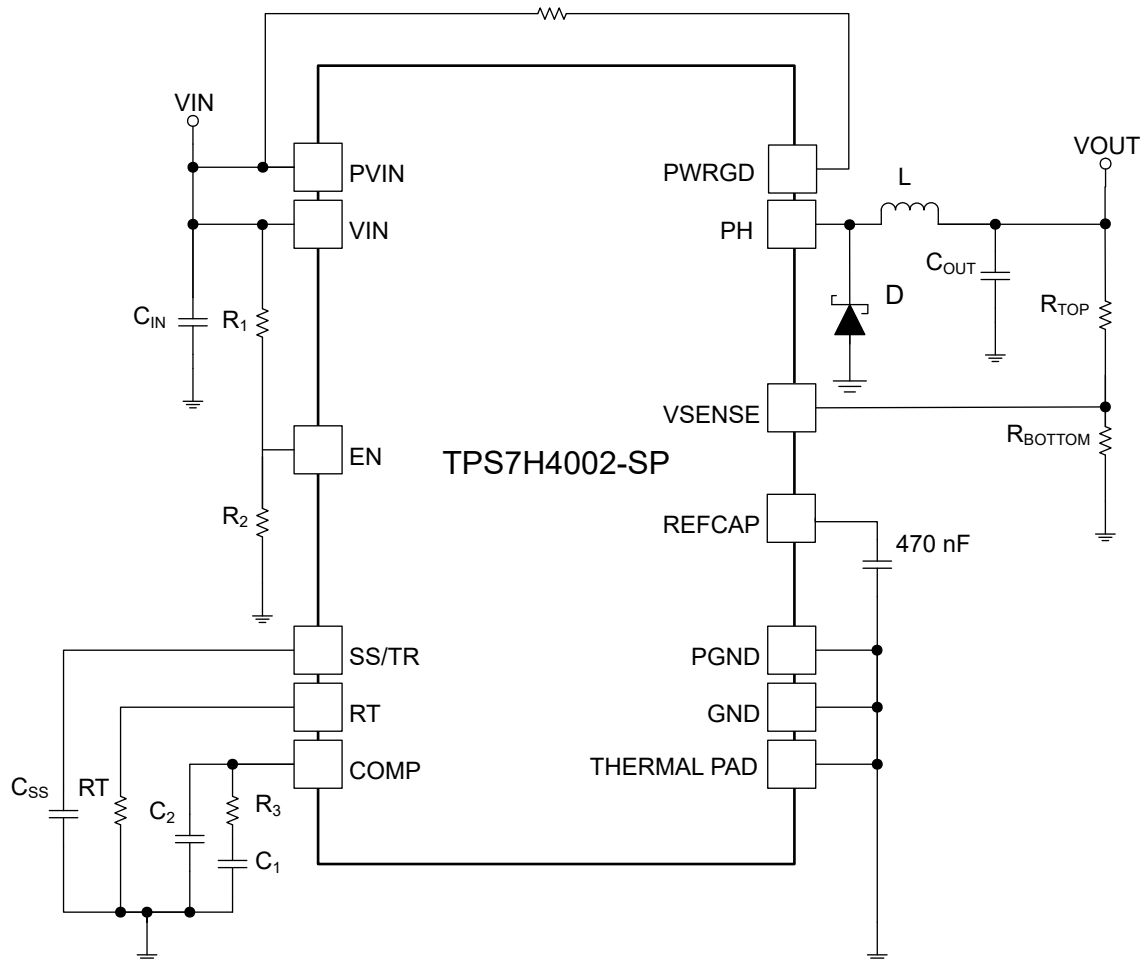 VIN
PVIN
PWRGD
VOUT
L
VIN
PH
C_OUT
D
R_TOP
C_IN
R_1
VSENSE
R_BOTTOM
EN
TPS7H4002-SP
R_2
REFCAP
470 nF
SS/TR
PGND
RT
GND
COMP
THERMAL PAD
C_SS
RT
C_2
R_3
C_1